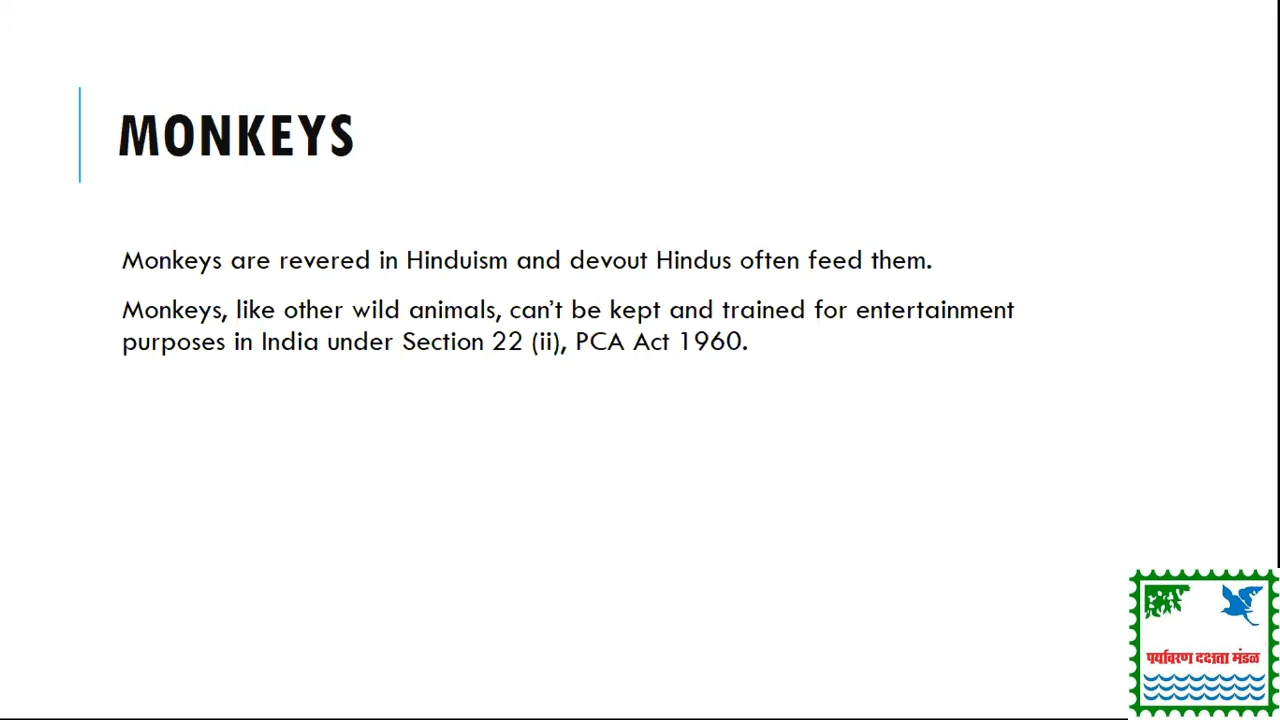 MONKEYS
Monkeys are revered in Hinduism and devout Hindus often feed them.
Monkeys, like other wild animals, can’t be kept and trained for entertainment
purposes in India under Section 22 (ii), PCA Act 1960.
पर्यावरण दक्षता मंडळ